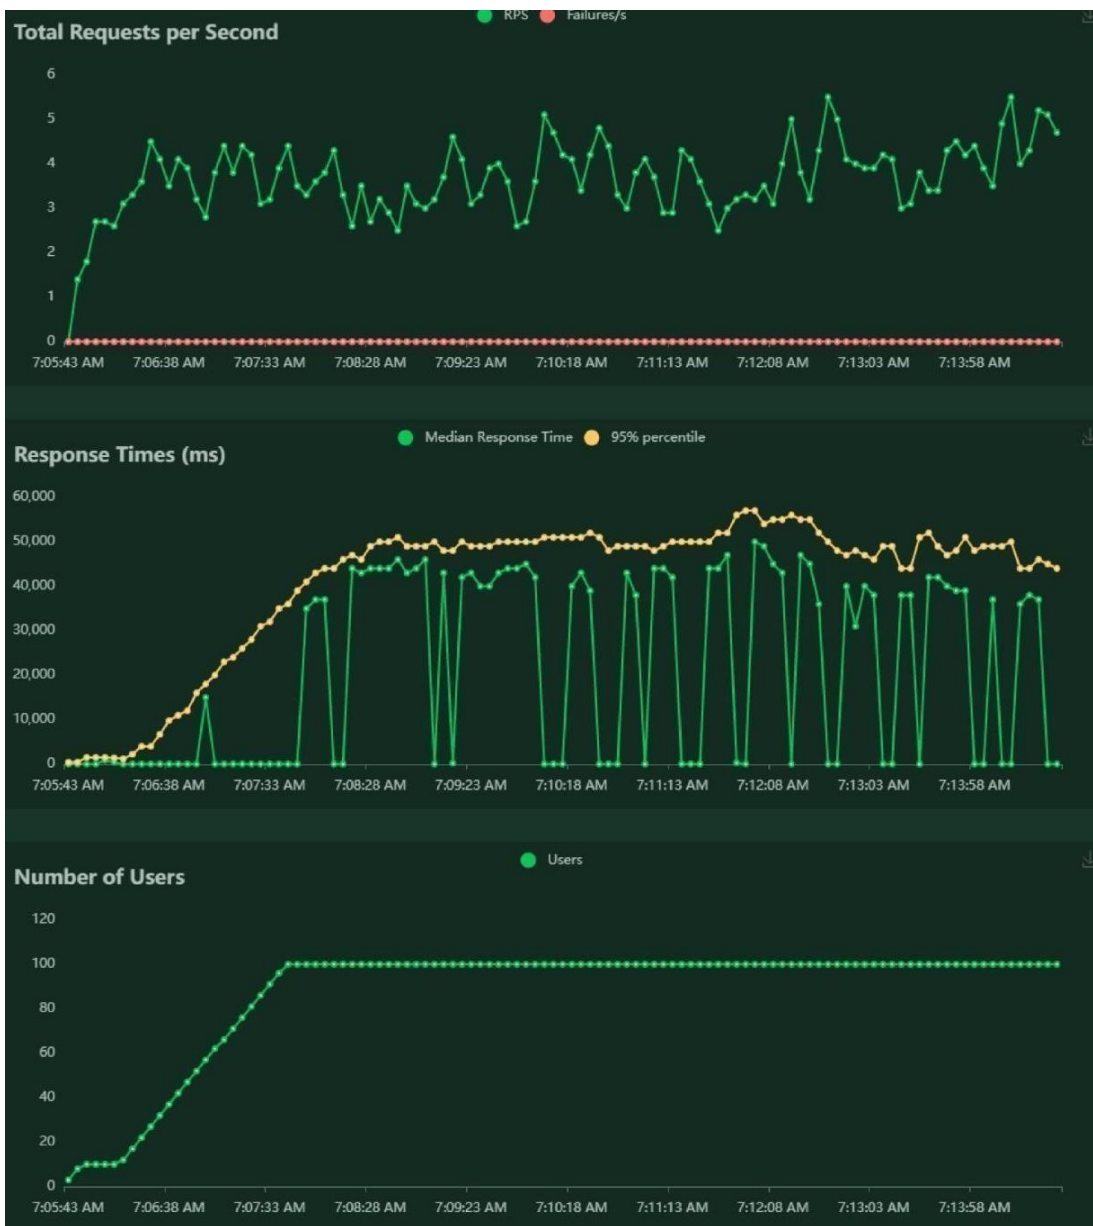 RPS Failures/s
Total Requests per Second
6
5
4
3
2
1
0
7:05:43 AM 7:06:38 AM 7:07:33 AM 7:08:28 AM 7:09:23 AM 7:10:18 AM 7:11:13 AM 7:12:08 AM 7:13:03 AM 7:13:58 AM
Median Response Time 95% percentile
Response Times (ms)
60,000
50,000
40,000
30,000
20,000
10,000
0
7:05:43 AM 7:06:38 AM 7:07:33 AM 7:08:28 AM 7:09:23 AM 7:10:18 AM 7:11:13 AM 7:12:08 AM 7:13:03 AM 7:13:58 AM
Users
Number of Users
120
100
80
60
40
20
0
7:05:43 AM 7:06:38 AM 7:07:33 AM 7:08:28 AM 7:09:23 AM 7:10:18 AM 7:11:13 AM 7:12:08 AM 7:13:03 AM 7:13:58 AM